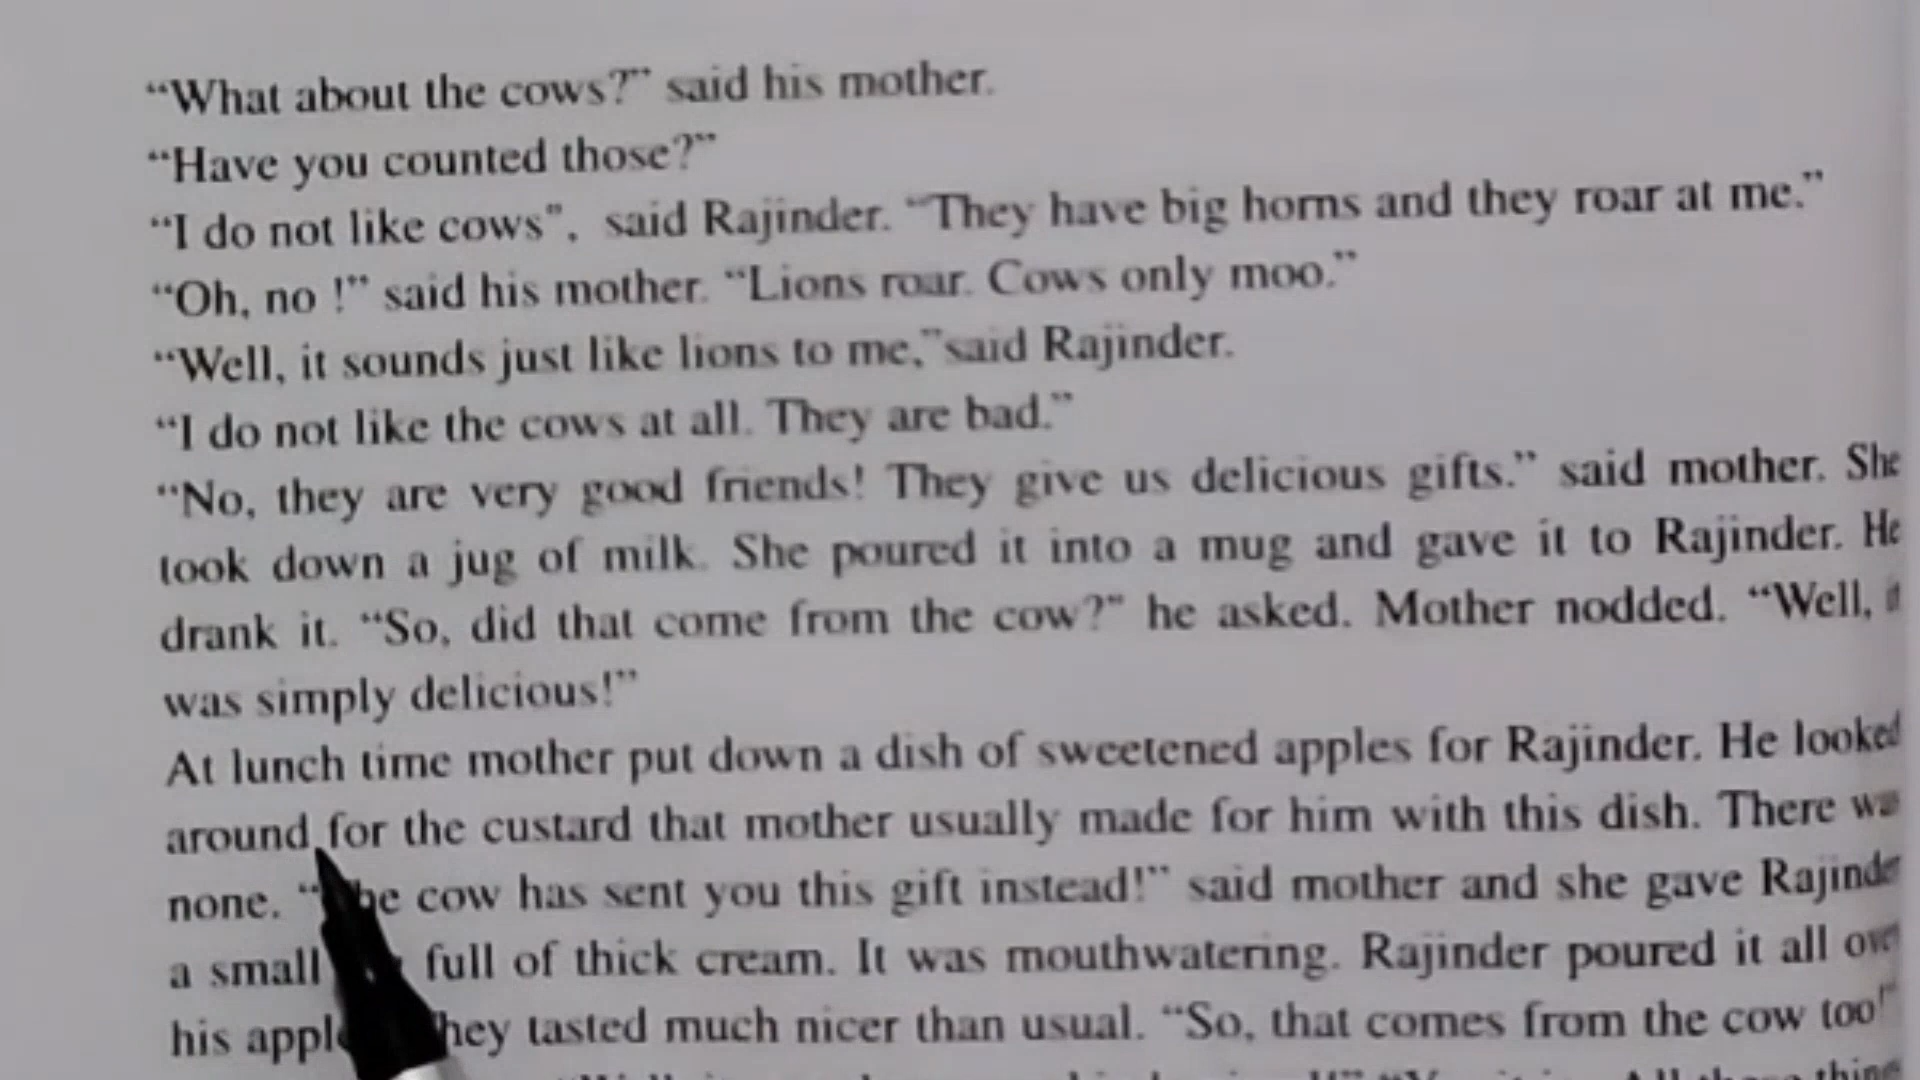 “What about the cows?” said his mother.
“Have you counted those?”
“I do not like cows”, said Rajinder. “They have big horns and they roar at me.”
“Oh, no !” said his mother. “Lions roar. Cows only moo.”
“Well, it sounds just like lions to me,”said Rajinder.
“I do not like the cows at all. They are bad.”
“No, they are very good friends! They give us delicious gifts.” said mother. She
took down a jug of milk. She poured it into a mug and gave it to Rajinder. He
drank it. “So, did that come from the cow?” he asked. Mother nodded. “Well, it
was simply delicious!”
At lunch time mother put down a dish of sweetened apples for Rajinder. He looked
around for the custard that mother usually made for him with this dish. There
none. cow has sent you this gift instead!” said mother and she gave
a small full of thick cream. It was mouthwatering. Rajinder poured it all
his tasted much nicer than usual. “So, that comes from the cow too!”